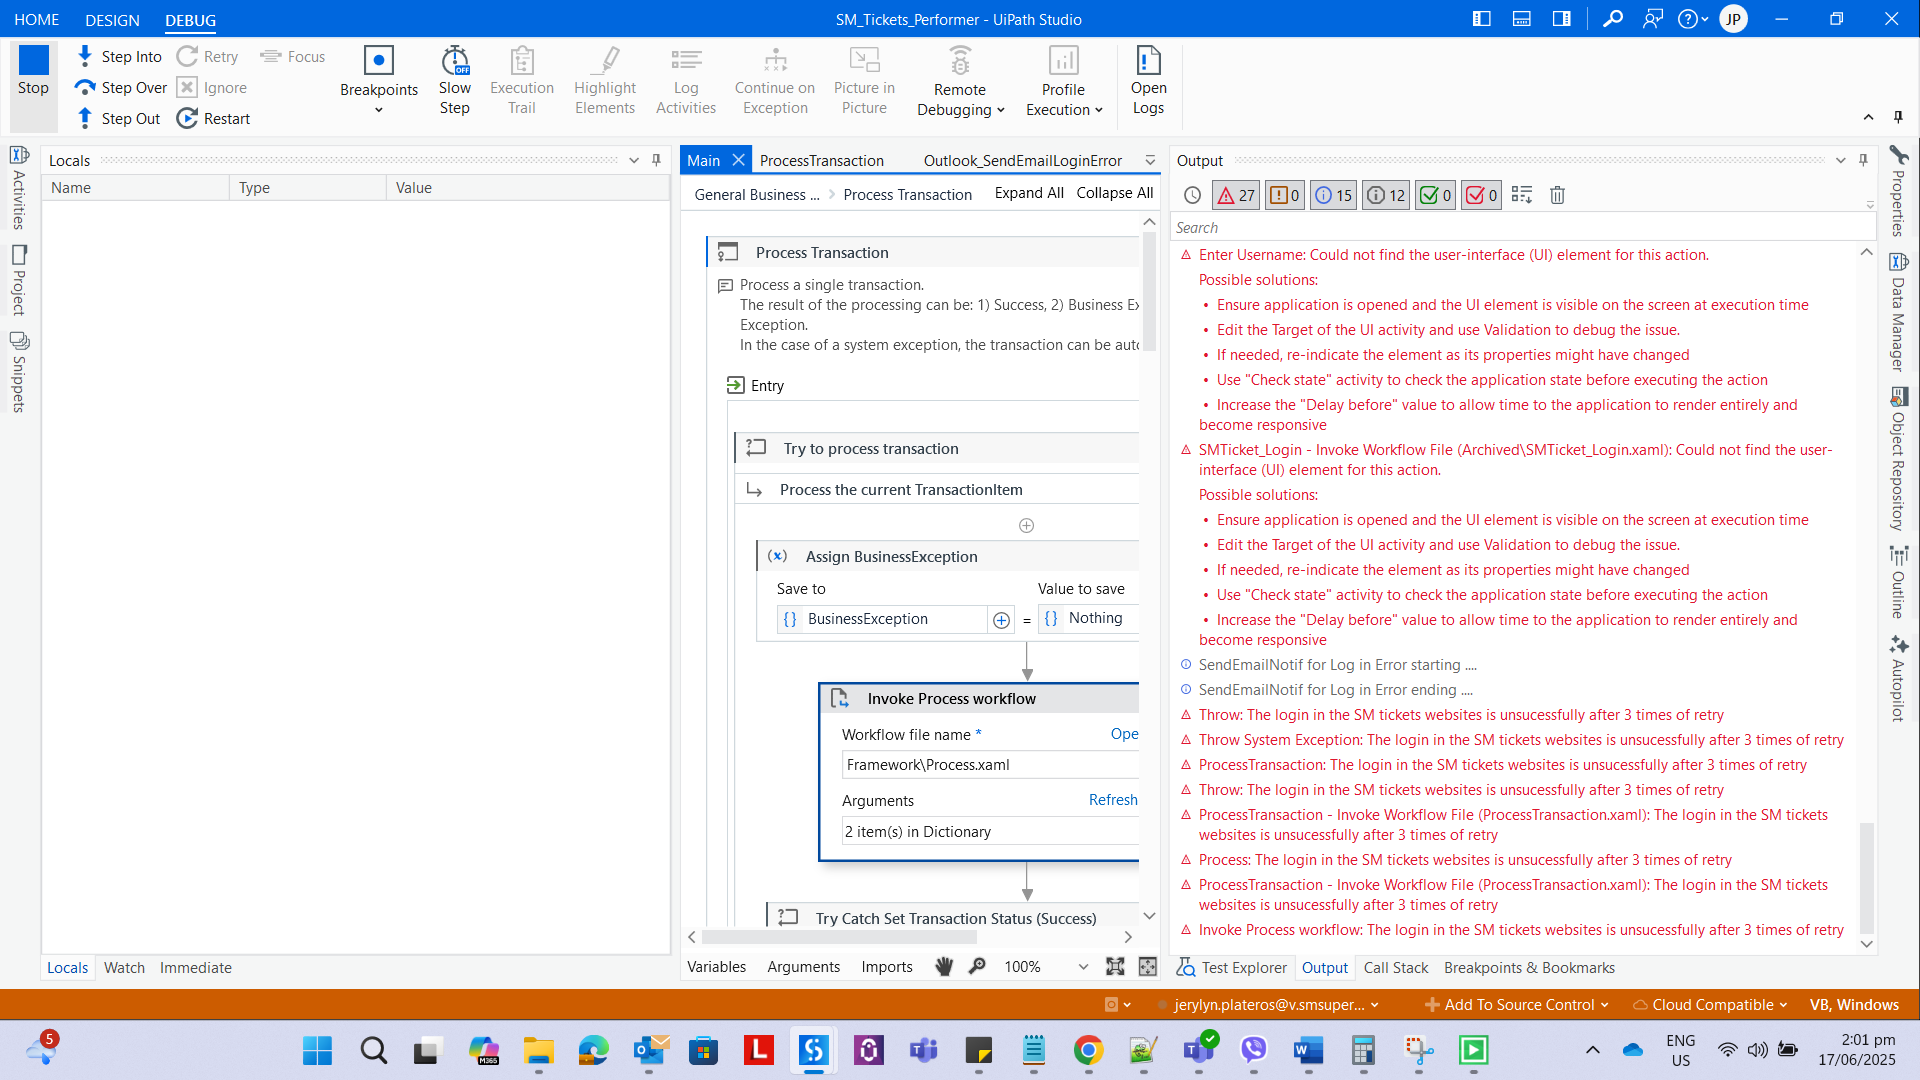 HOME
DESIGN
DEBUG
SM_Tickets_Performer - UiPath Studio
JP
Stop
Step Into
Step Over
Step Out
Retry
Ignore
Restart
Focus
Breakpoints
Slow
Step
OFF
Execution
Trail
Highlight
Elements
Log
Activities
Continue on
Exception
Picture in
Picture
Remote
Debugging
Profile
Execution
Open
Logs
Activities
Project
Snippets
Locals
Name
Type
Value
Locals
Watch
Immediate
Main
ProcessTransaction
Outlook_SendEmailLoginError
General Business ...
Process Transaction
Expand All
Collapse All
Process Transaction
Process a single transaction.
The result of the processing can be: 1) Success, 2) Business Ex
Exception.
In the case of a system exception, the transaction can be auto
Entry
Try to process transaction
Process the current TransactionItem
Assign BusinessException
Save to
Value to save
BusinessException
=
Nothing
Invoke Process workflow
Workflow file name *
Ope
Framework\Process.xaml
Arguments
Refresh
2 item(s) in Dictionary
Try Catch Set Transaction Status (Success)
Variables
Arguments
Imports
100%
Output
27
0
15
12
0
0
Search
Enter Username: Could not find the user-interface (UI) element for this action.
Possible solutions:
• Ensure application is opened and the UI element is visible on the screen at execution time
• Edit the Target of the UI activity and use Validation to debug the issue.
• If needed, re-indicate the element as its properties might have changed
• Use "Check state" activity to check the application state before executing the action
• Increase the "Delay before" value to allow time to the application to render entirely and
become responsive
SMTicket_Login - Invoke Workflow File (Archived\SMTicket_Login.xaml): Could not find the user-
interface (UI) element for this action.
Possible solutions:
• Ensure application is opened and the UI element is visible on the screen at execution time
• Edit the Target of the UI activity and use Validation to debug the issue.
• If needed, re-indicate the element as its properties might have changed
• Use "Check state" activity to check the application state before executing the action
• Increase the "Delay before" value to allow time to the application to render entirely and
become responsive
SendEmailNotif for Log in Error starting ....
SendEmailNotif for Log in Error ending ....
Throw: The login in the SM tickets websites is unsucessfully after 3 times of retry
Throw System Exception: The login in the SM tickets websites is unsucessfully after 3 times of retry
ProcessTransaction: The login in the SM tickets websites is unsucessfully after 3 times of retry
Throw: The login in the SM tickets websites is unsucessfully after 3 times of retry
ProcessTransaction - Invoke Workflow File (ProcessTransaction.xaml): The login in the SM tickets
websites is unsucessfully after 3 times of retry
Process: The login in the SM tickets websites is unsucessfully after 3 times of retry
ProcessTransaction - Invoke Workflow File (ProcessTransaction.xaml): The login in the SM tickets
websites is unsucessfully after 3 times of retry
Invoke Process workflow: The login in the SM tickets websites is unsucessfully after 3 times of retry
Test Explorer
Output
Call Stack
Breakpoints & Bookmarks
Properties
Data Manager
Object Repository
Outline
Autopilot
jerylyn.plateros@v.smsuper...
Add To Source Control
Cloud Compatible
VB, Windows
5
M365
L
ENG
US
2:01 pm
17/06/2025